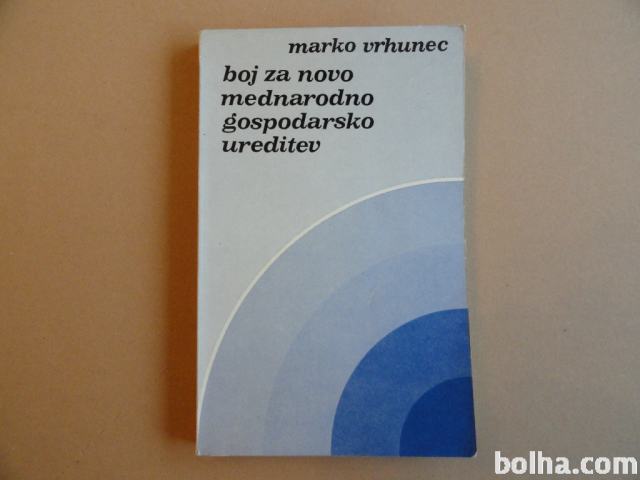 marko vrhunec
boj za novo
mednarodno
gospodarsko
ureditev
bolha.com